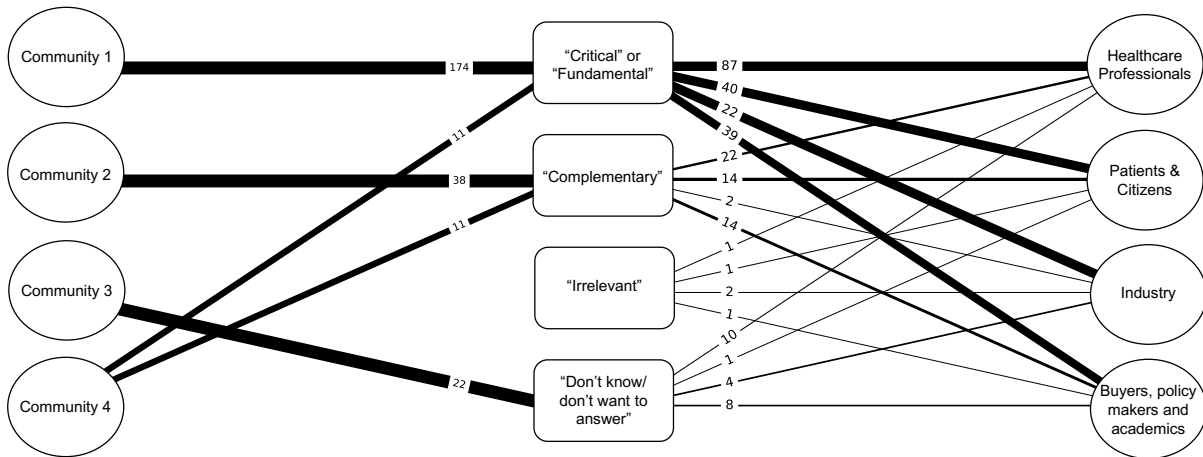 Community 1
Community 2
Community 3
Community 4
174
11
38
11
22
“Critical” or
“Fundamental”
“Complementary”
“Irrelevant”
“Don’t know/
don’t want to
answer”
87
40
22
39
22
14
2
14
1
1
2
1
10
1
4
8
Healthcare
Professionals
Patients &
Citizens
Industry
Buyers, policy
makers and
academics